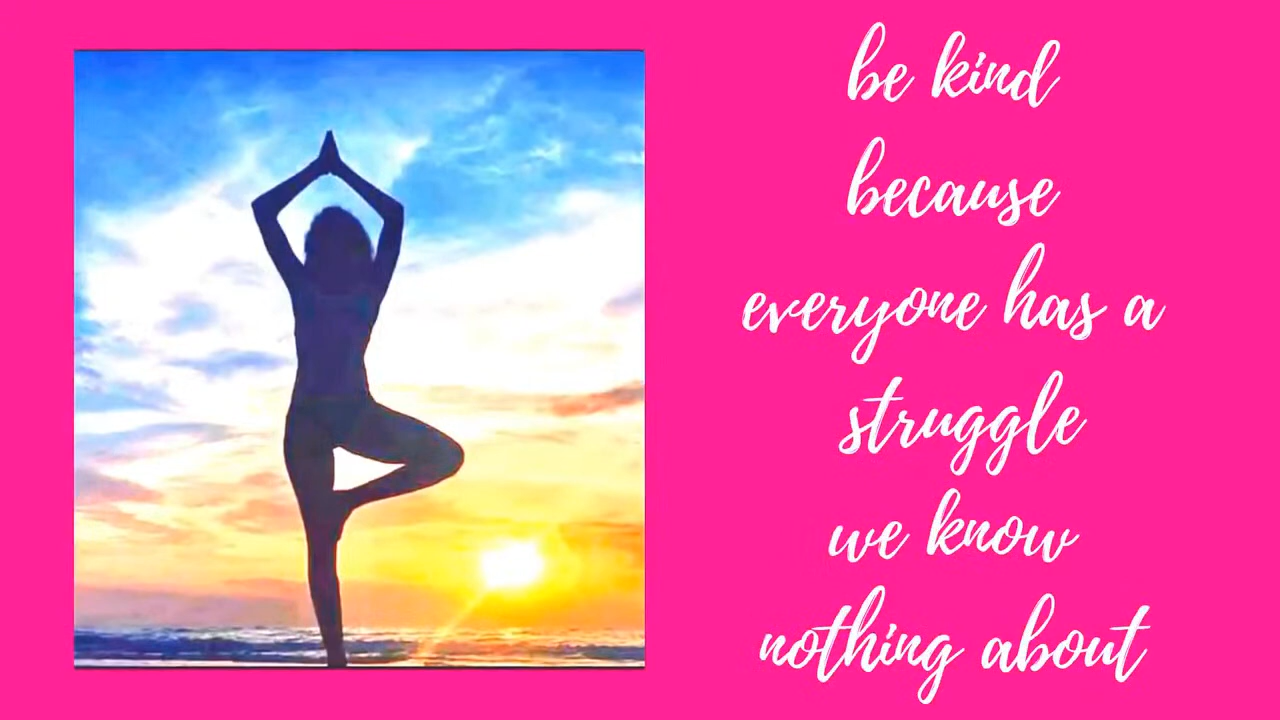 be kind
because
everyone has a
struggle
we know
nothing about